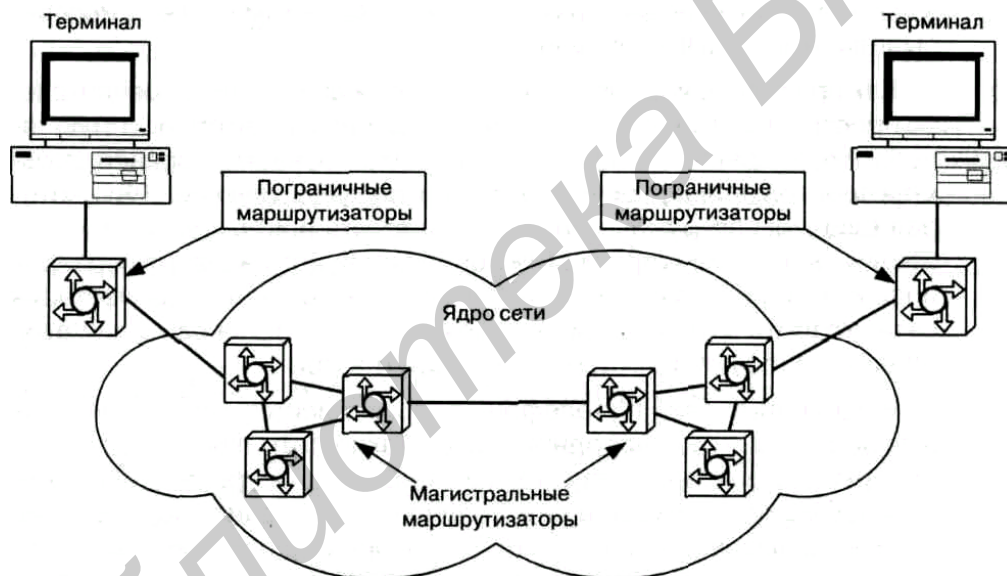 Терминал
Терминал
Пограничные
маршрутизаторы
Пограничные
маршрутизаторы
Ядро сети
Магистральные
маршрутизаторы